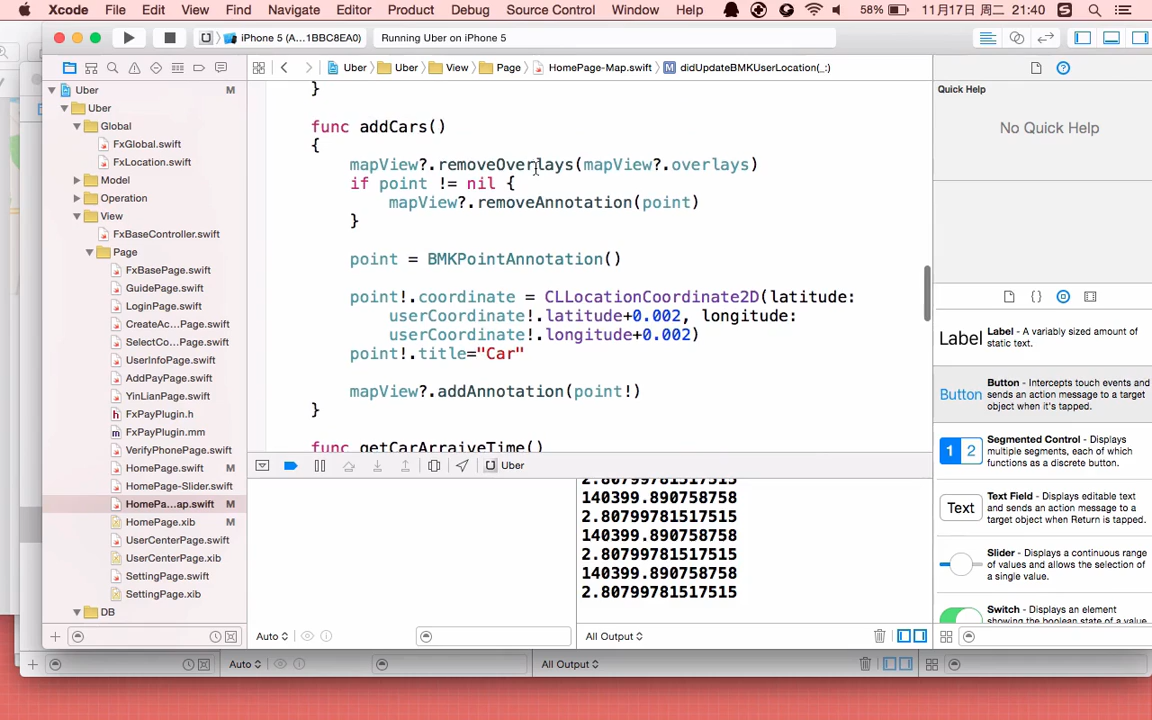 Xcode File Edit View Find Navigate Editor Product Debug Source Control Window Help 58% 11月17日 周二 21:40
iPhone 5 (A...1BBC8EA0) Running Uber on iPhone 5
Uber Uber View Page HomePage-Map.swift M didUpdateBMKUserLocation(_:)
Uber M
Uber
Global
FxGlobal.swift
FxLocation.swift
Model
Operation
View
FxBaseController.swift
Page
FxBasePage.swift
GuidePage.swift
LoginPage.swift
CreateAc...Page.swift
SelectCo...Page.swift
UserInfoPage.swift
AddPayPage.swift
YinLianPage.swift
FxPayPlugin.h
FxPayPlugin.mm
VerifyPhonePage.swift
HomePage.swift M
HomePage-Slider.swift
HomePa...ap.swift M
HomePage.xib M
UserCenterPage.swift
UserCenterPage.xib
SettingPage.swift
SettingPage.xib
DB
}
func addCars()
{
mapView?.removeOverlays(mapView?.overlays)
if point != nil {
mapView?.removeAnnotation(point)
}
point = BMKPointAnnotation()
point!.coordinate = CLLocationCoordinate2D(latitude:
userCoordinate!.latitude+0.002, longitude:
userCoordinate!.longitude+0.002)
point!.title="Car"
mapView?.addAnnotation(point!)
}
func getCarArraiveTime()
Uber
2.80799781517515
140399.890758758
2.80799781517515
140399.890758758
2.80799781517515
140399.890758758
2.80799781517515
Auto All Output
Auto All Output
Quick Help
No Quick Help
Label Label - A variably sized amount of
static text.
Button Button - Intercepts touch events and
sends an action message to a target
object when it's tapped.
1 2 Segmented Control - Displays
multiple segments, each of which
functions as a discrete button.
Text Text Field - Displays editable text
and sends an action message to a
target object when Return is tapped.
Slider - Displays a continuous range
of values and allows the selection of
a single value.
Switch - Displays an element
showing the boolean state of a value.